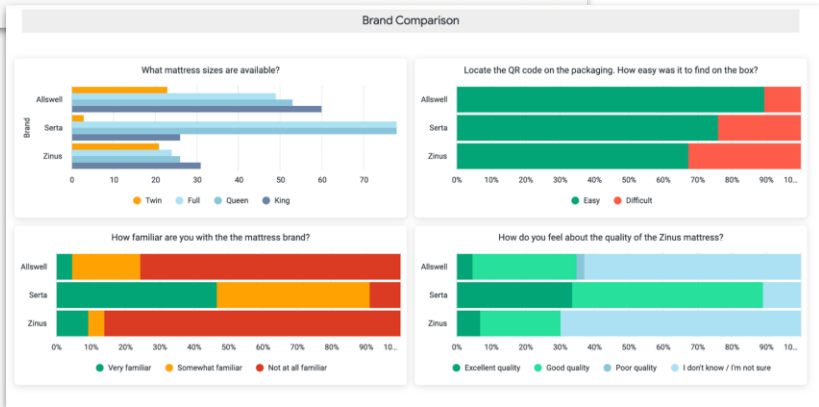 Brand Comparison
What mattress sizes are available?
Brand
Allswell
Serta
Zinus
0 10 20 30 40 50 60 70
Twin Full Queen King
Locate the QR code on the packaging. How easy was it to find on the box?
Allswell
Serta
Zinus
0% 10% 20% 30% 40% 50% 60% 70% 80% 90% 10...
Easy Difficult
How familiar are you with the the mattress brand?
Allswell
Serta
Zinus
0% 10% 20% 30% 40% 50% 60% 70% 80% 90% 10...
Very familiar Somewhat familiar Not at all familiar
How do you feel about the quality of the Zinus mattress?
Allswell
Serta
Zinus
0% 10% 20% 30% 40% 50% 60% 70% 80% 90% 10...
Excellent quality Good quality Poor quality I don't know / I'm not sure